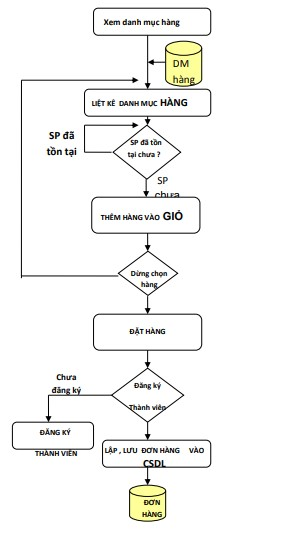 Xem danh mục hàng
DM
hàng
LIỆT KÊ DANH MỤC HÀNG
SP đã
tồn tại
SP đã tồn
tại chưa ?
SP
chưa
THÊM HÀNG VÀO GIỎ
Dừng chọn
hàng
ĐẶT HÀNG
Chưa
đăng ký
Đăng ký
Thành viên
ĐĂNG KÝ
THÀNH VIÊN
LẬP , LƯU ĐƠN HÀNG VÀO
CSDL
ĐƠN
HÀNG